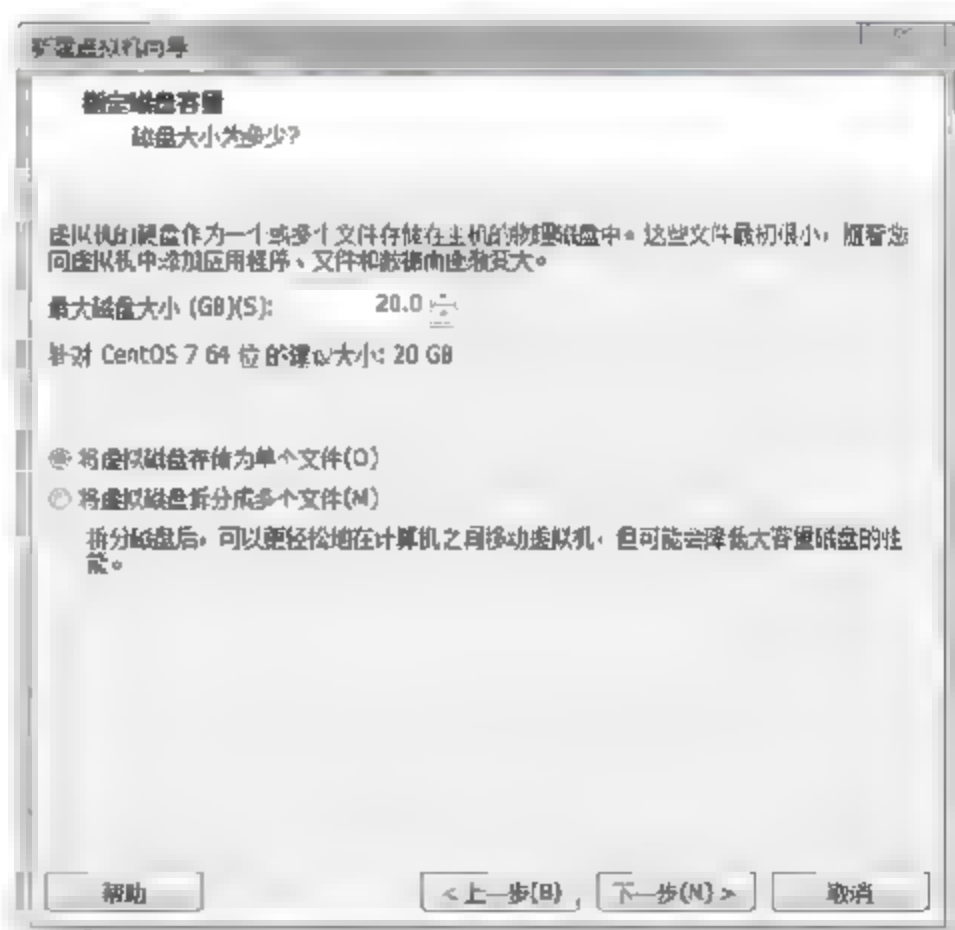 新建虚拟机向导
指定磁盘容量
磁盘大小为多少?
虚拟机的硬盘作为一个或多个文件存储在主机的物理磁盘中。这些文件最初很小，随着您
向虚拟机中添加应用程序、文件和数据而逐渐变大。
最大磁盘大小 (GB)(S): 20.0
针对 CentOS 7 64 位 的建议大小: 20 GB
将虚拟磁盘存储为单个文件(O)
将虚拟磁盘拆分成多个文件(M)
拆分磁盘后，可以更轻松地在计算机之间移动虚拟机，但可能会降低大容量磁盘的性
能。
帮助 < 上一步(B) 下一步(N) > 取消